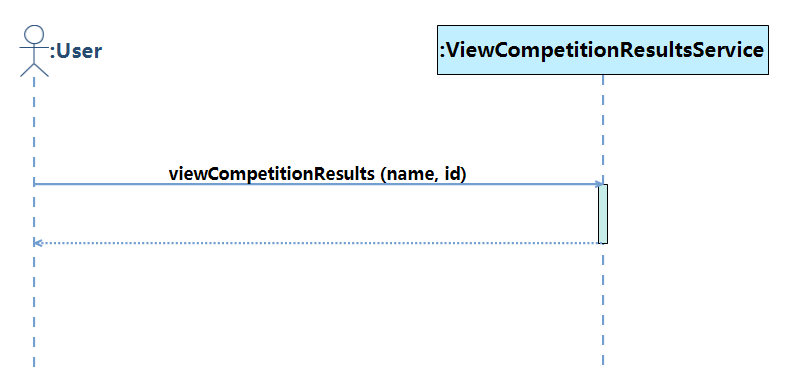 :User
:ViewCompetitionResultsService
viewCompetitionResults (name, id)